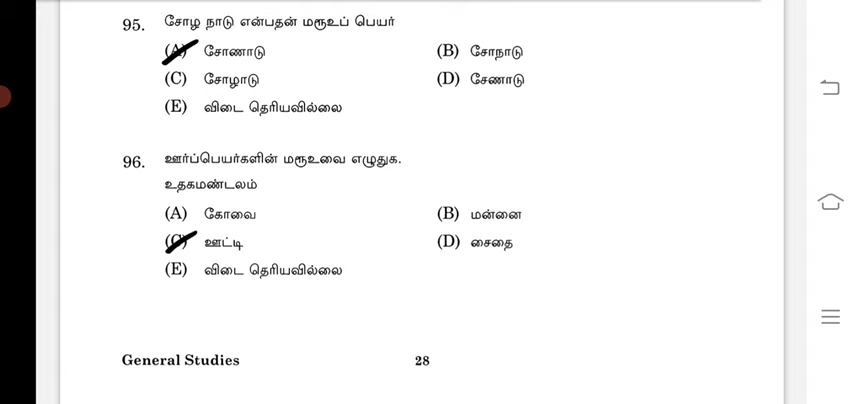 95. சோழ நாடு என்பதன் மரூஉப் பெயர்
(A) சோணாடு (B) சோநாடு
(C) சோழாடு (D) சேணாடு
(E) விடை தெரியவில்லை
96. ஊர்ப்பெயர்களின் மரூஉவை எழுதுக.
உதகமண்டலம்
(A) கோவை (B) மன்னை
(C) ஊட்டி (D) சைதை
(E) விடை தெரியவில்லை
General Studies 28